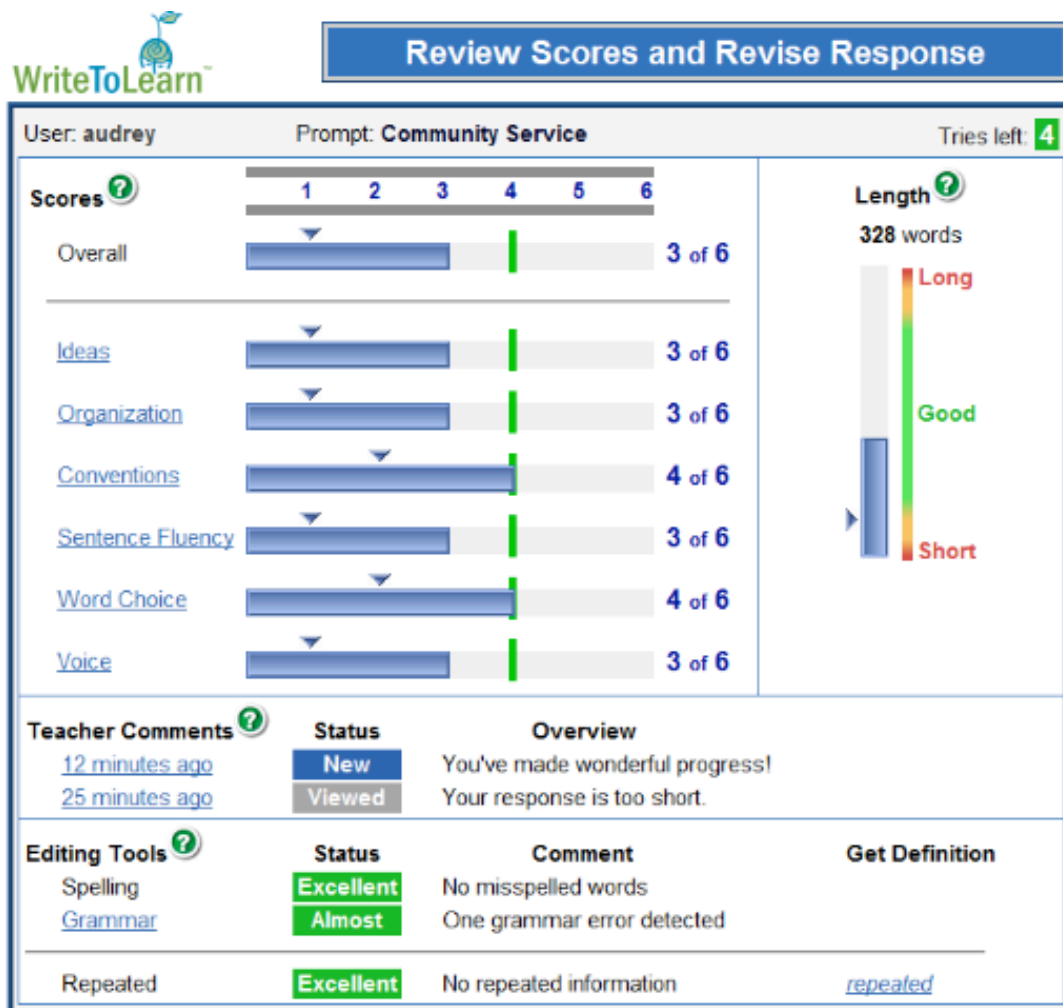 WriteToLearn™
Review Scores and Revise Response
User: audrey Prompt: Community Service Tries left: 4
Scores ? 1 2 3 4 5 6 Length ?
328 words
Overall 3 of 6
Long
Ideas 3 of 6
Organization 3 of 6 Good
Conventions 4 of 6
Sentence Fluency 3 of 6 Short
Word Choice 4 of 6
Voice 3 of 6
Teacher Comments ? Status Overview
12 minutes ago New You've made wonderful progress!
25 minutes ago Viewed Your response is too short.
Editing Tools ? Status Comment Get Definition
Spelling Excellent No misspelled words
Grammar Almost One grammar error detected
Repeated Excellent No repeated information repeated